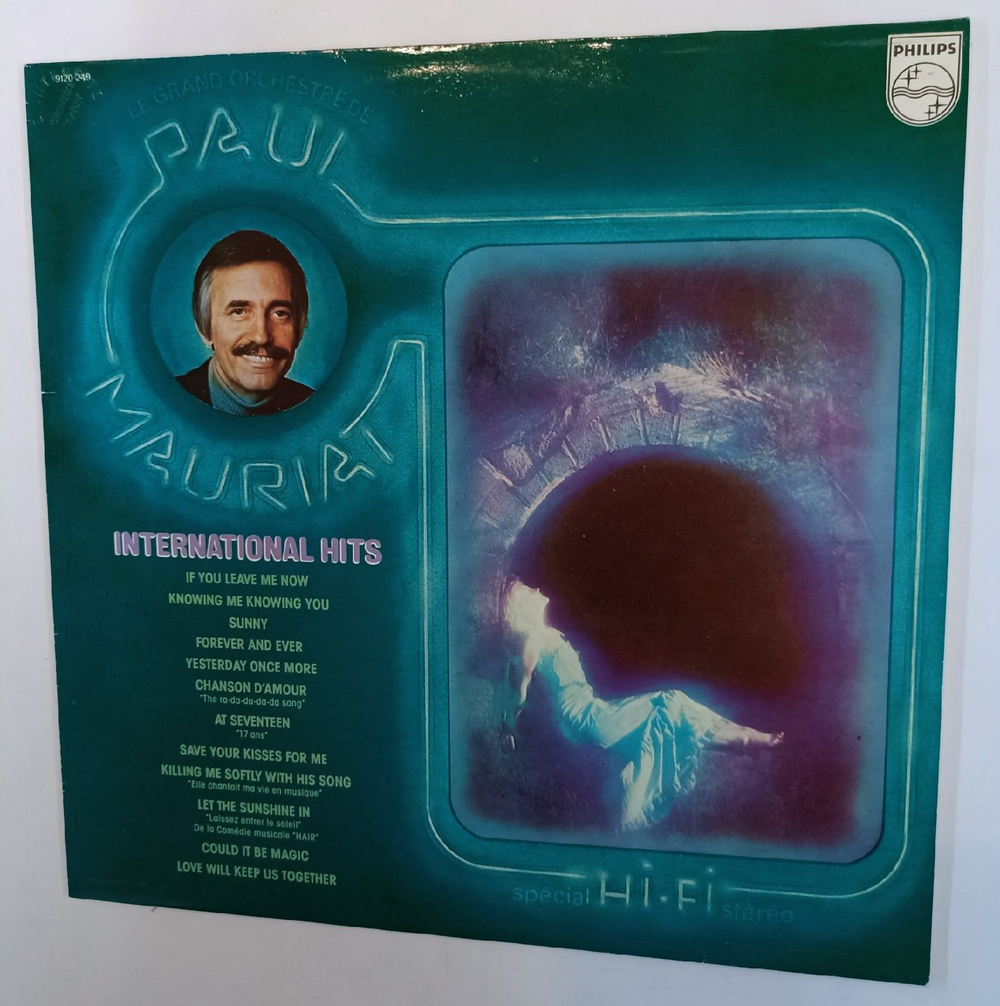 9120 249
PHILIPS
LE GRAND ORCHESTRE DE
PAUL
MAURIAT
INTERNATIONAL HITS
IF YOU LEAVE ME NOW
KNOWING ME KNOWING YOU
SUNNY
FOREVER AND EVER
YESTERDAY ONCE MORE
CHANSON D'AMOUR
"The ra-da-da-da-da song"
AT SEVENTEEN
"17 ans"
SAVE YOUR KISSES FOR ME
KILLING ME SOFTLY WITH HIS SONG
"Elle chantait ma vie en musique"
LET THE SUNSHINE IN
"Laissez entrer le soleil"
De la Comédie musicale "HAIR"
COULD IT BE MAGIC
LOVE WILL KEEP US TOGETHER
spécial Hi-Fi stéréo